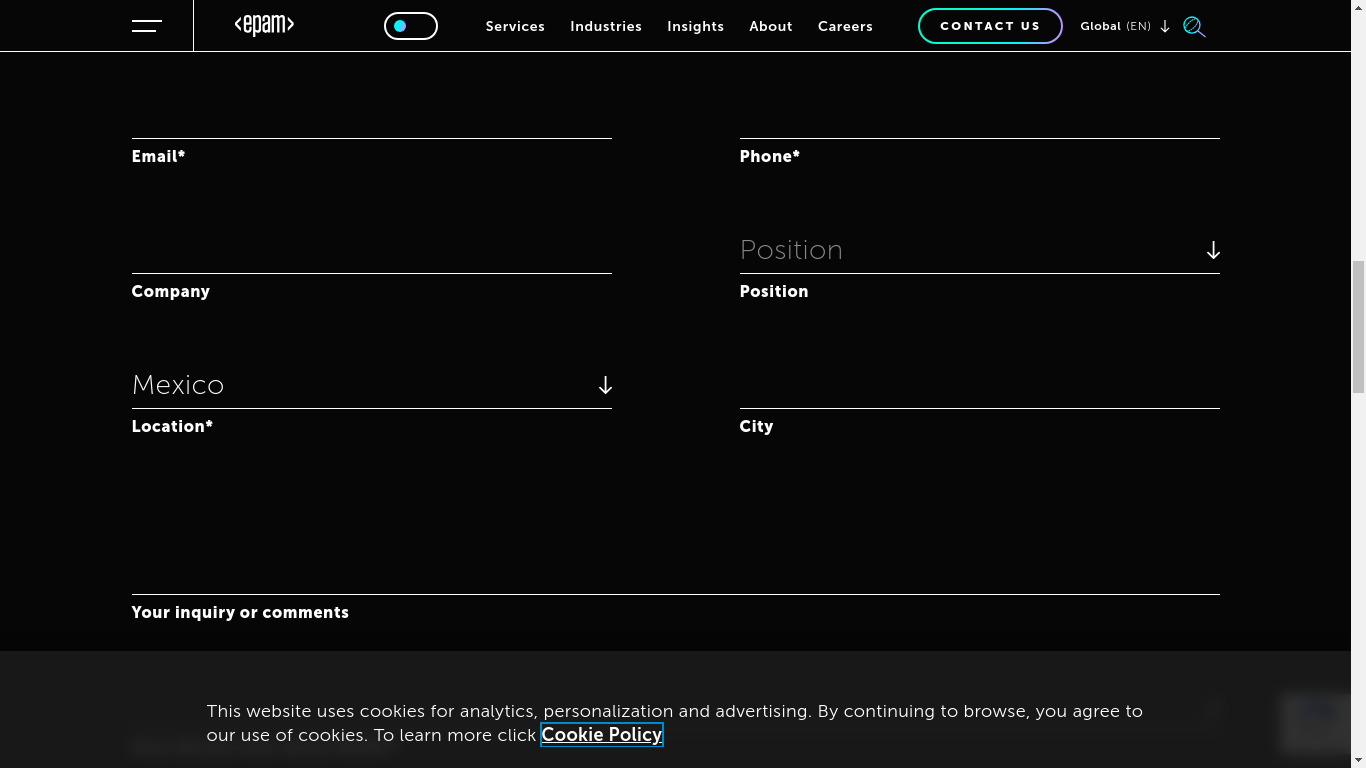 <epam>
Services Industries Insights About Careers CONTACT US Global (EN)
Email* Phone*
Position
Company Position
Mexico
Location* City
Your inquiry or comments
This website uses cookies for analytics, personalization and advertising. By continuing to browse, you agree to
our use of cookies. To learn more click Cookie Policy